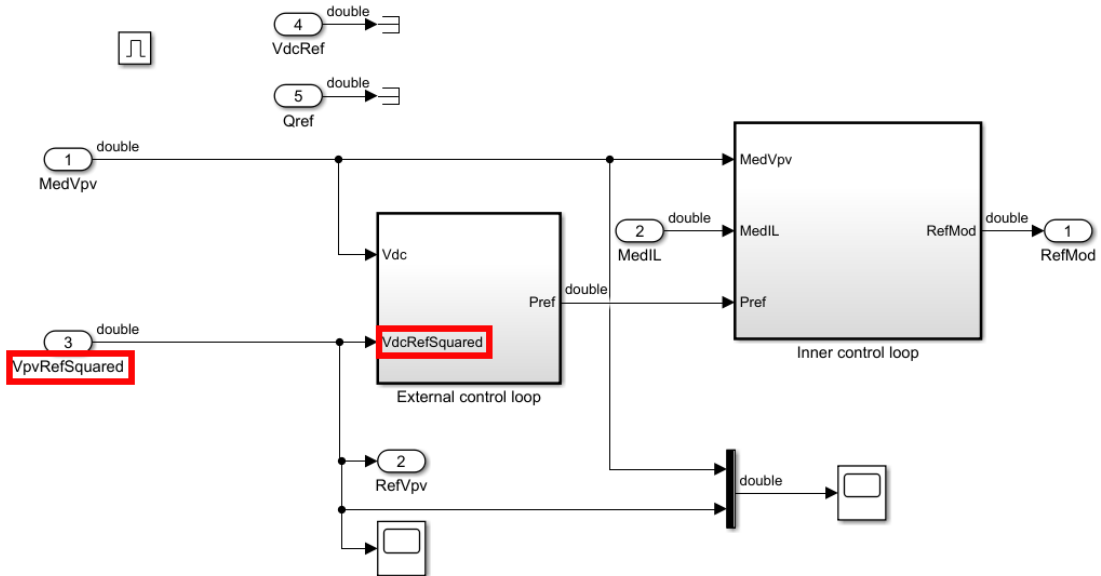 double
4
VdcRef
double
5
Qref
double
1
MedVpv
MedVpv
double
2
MedIL
MedIL
RefMod
double
1
RefMod
Vdc
Pref
double
Pref
Inner control loop
double
3
VpvRefSquared
VdcRefSquared
External control loop
2
RefVpv
double